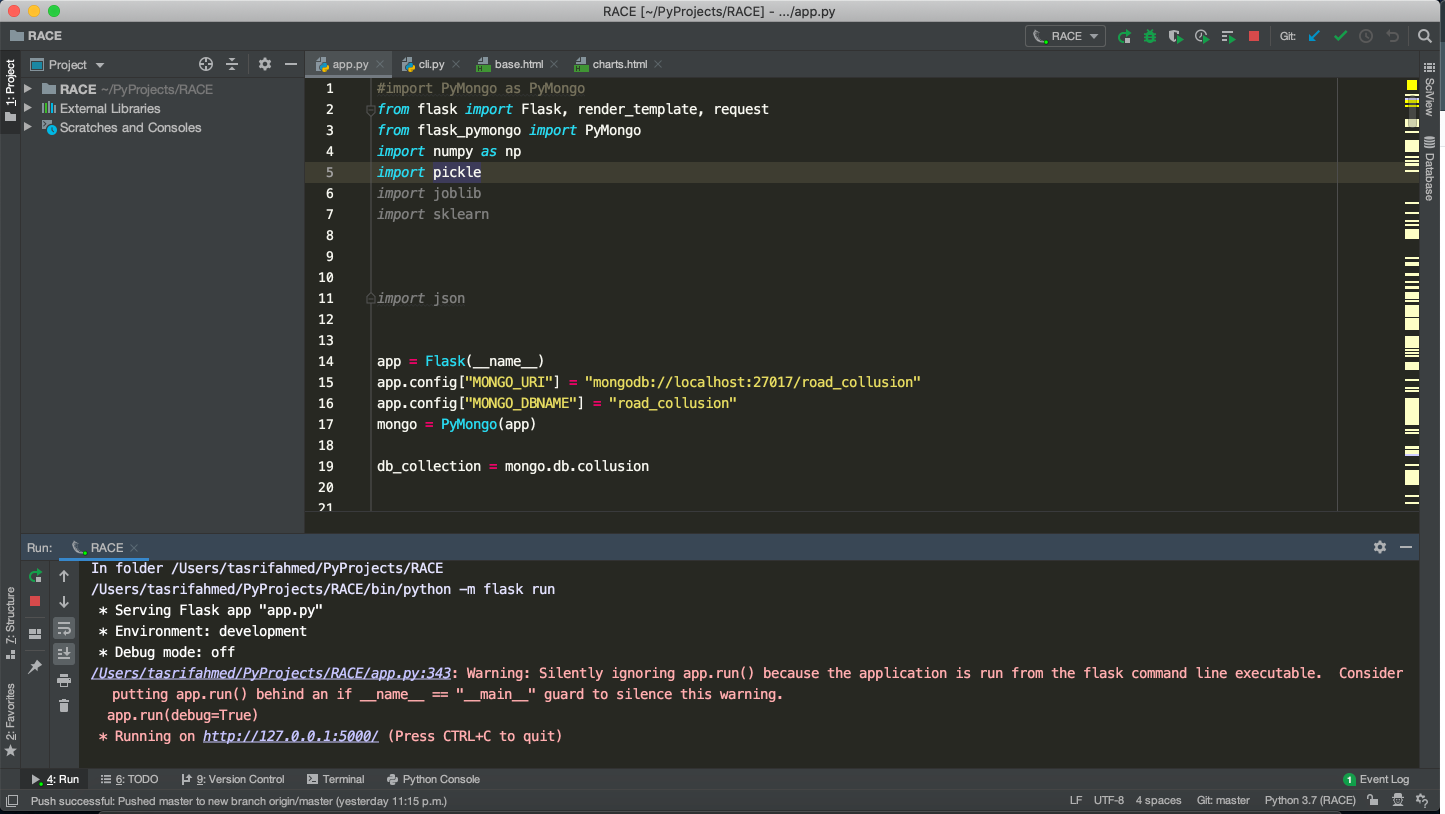 RACE [~/PyProjects/RACE] - .../app.py
RACE
RACE
Git:
1: Project
Project
RACE ~/PyProjects/RACE
External Libraries
Scratches and Consoles
app.py
cli.py
base.html
charts.html
1 #import PyMongo as PyMongo
2 from flask import Flask, render_template, request
3 from flask_pymongo import PyMongo
4 import numpy as np
5 import pickle
6 import joblib
7 import sklearn
8
9
10
11 import json
12
13
14 app = Flask(__name__)
15 app.config["MONGO_URI"] = "mongodb://localhost:27017/road_collusion"
16 app.config["MONGO_DBNAME"] = "road_collusion"
17 mongo = PyMongo(app)
18
19 db_collection = mongo.db.collusion
20
21
SciView
Database
Run:
RACE
In folder /Users/tasrifahmed/PyProjects/RACE
/Users/tasrifahmed/PyProjects/RACE/bin/python -m flask run
* Serving Flask app "app.py"
* Environment: development
* Debug mode: off
/Users/tasrifahmed/PyProjects/RACE/app.py:343: Warning: Silently ignoring app.run() because the application is run from the flask command line executable.  Consider
putting app.run() behind an if __name__ == "__main__" guard to silence this warning.
app.run(debug=True)
* Running on http://127.0.0.1:5000/ (Press CTRL+C to quit)
7: Structure
2: Favorites
4: Run
6: TODO
9: Version Control
Terminal
Python Console
1 Event Log
Push successful: Pushed master to new branch origin/master (yesterday 11:15 p.m.)
LF
UTF-8
4 spaces
Git: master
Python 3.7 (RACE)